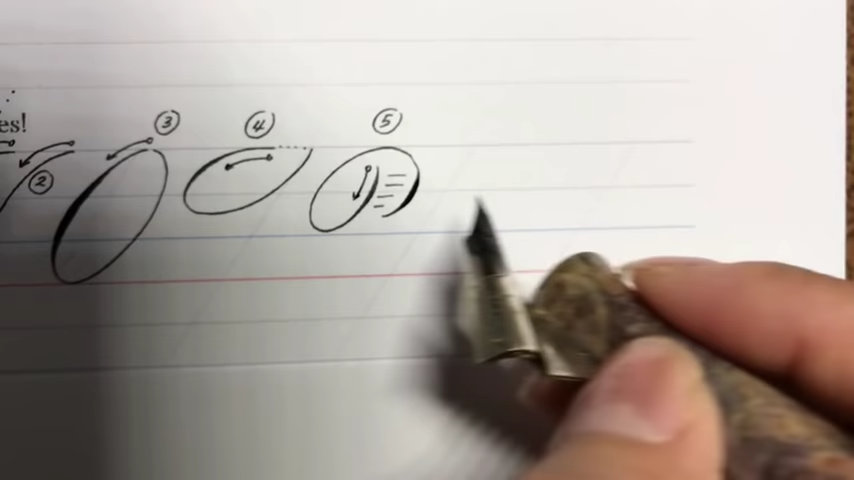 es!
③ ④ ⑤
②